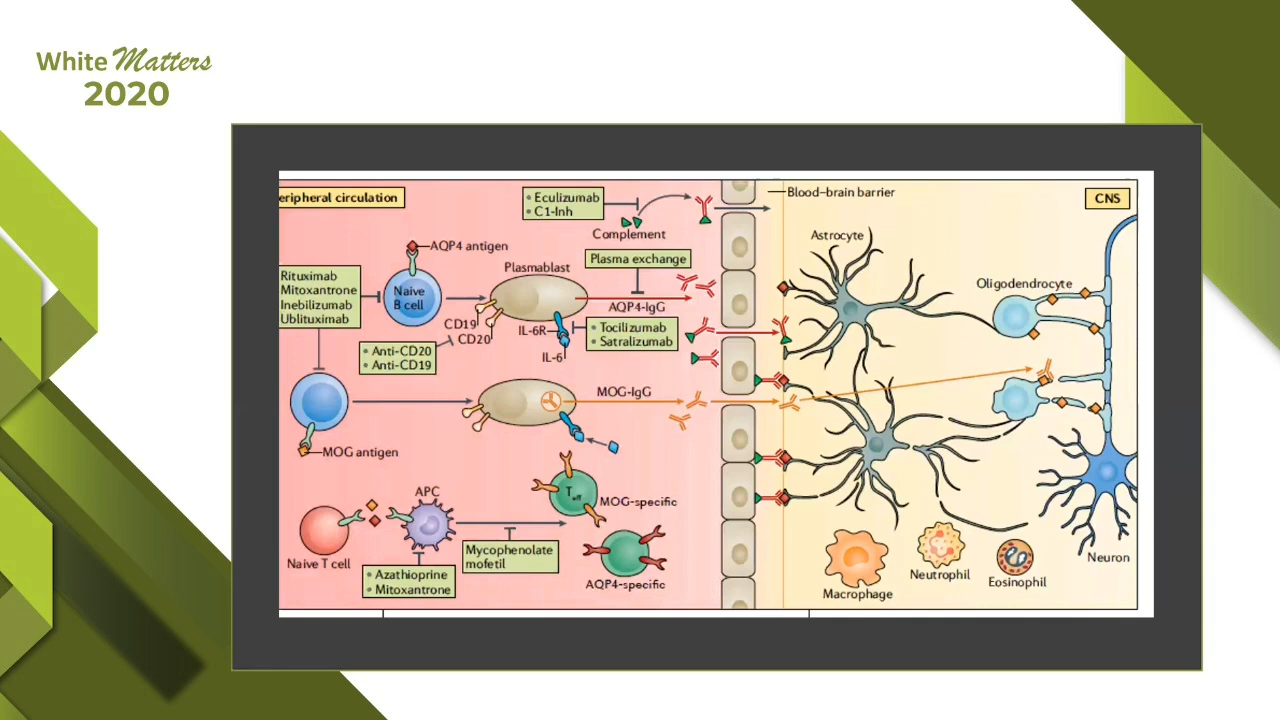 White Matters
2020
eripheral circulation
• Eculizumab
• C1-Inh
Complement
Blood–brain barrier
CNS
AQP4 antigen
Plasma exchange
Astrocyte
Rituximab
Mitoxantrone
Inebilizumab
Ublituximab
Naive
B cell
Plasmablast
AQP4-IgG
Oligodendrocyte
CD19
CD20
IL-6R
IL-6
• Tocilizumab
• Satralizumab
• Anti-CD20
• Anti-CD19
MOG-IgG
MOG antigen
APC
Teff
MOG-specific
Naive T cell
Mycophenolate
mofetil
• Azathioprine
• Mitoxantrone
AQP4-specific
Macrophage
Neutrophil
Eosinophil
Neuron